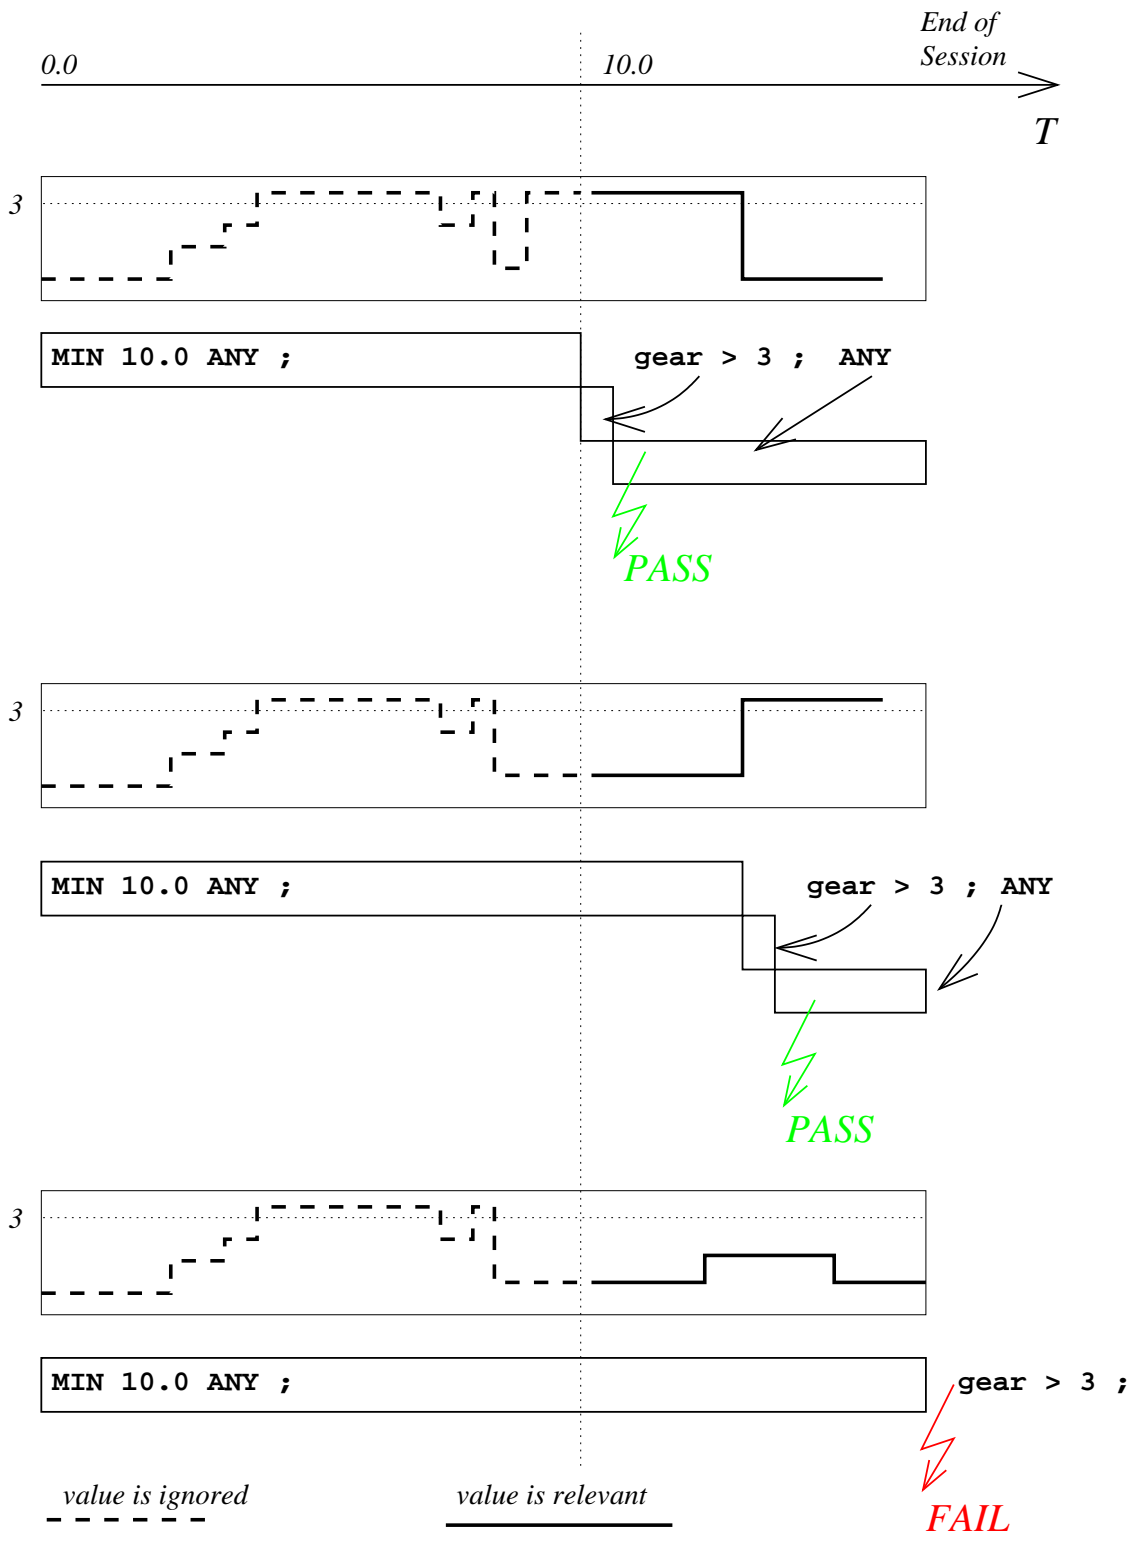 End of
Session
0.0
10.0
T
3
MIN 10.0 ANY ;
gear > 3 ; ANY
PASS
3
MIN 10.0 ANY ;
gear > 3 ; ANY
PASS
3
MIN 10.0 ANY ;
gear > 3 ;
value is ignored
value is relevant
FAIL